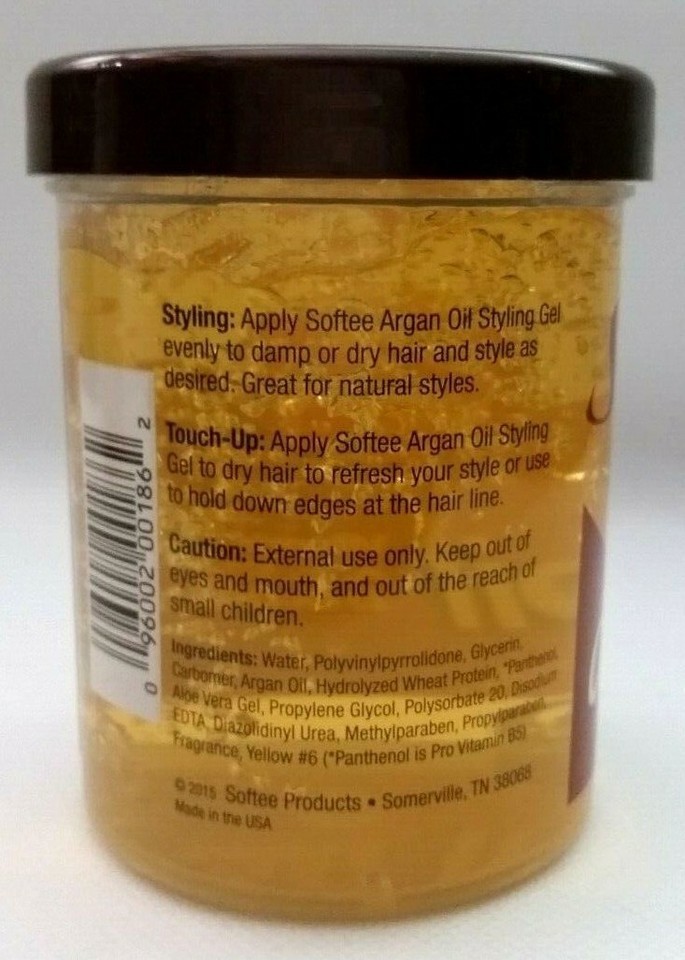 Styling: Apply Softee Argan Oil Styling Gel
evenly to damp or dry hair and style as
desired. Great for natural styles.
Touch-Up: Apply Softee Argan Oil Styling
Gel to dry hair to refresh your style or use
to hold down edges at the hair line.
Caution: External use only. Keep out of
eyes and mouth, and out of the reach of
small children.
Ingredients: Water, Polyvinylpyrrolidone, Glycerin,
Carbomer, Argan Oil, Hydrolyzed Wheat Protein, *Panthenol,
Aloe Vera Gel, Propylene Glycol, Polysorbate 20, Disodium
EDTA, Diazolidinyl Urea, Methylparaben, Propylparaben,
Fragrance, Yellow #6 (*Panthenol is Pro Vitamin B5)
© 2015 Softee Products • Somerville, TN 38068
Made in the USA
0 96002 00186 2